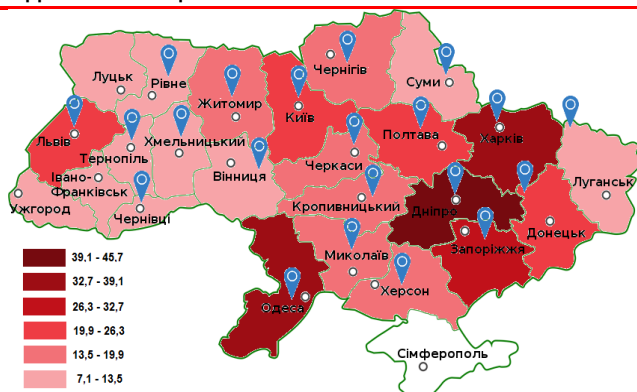 Чернігів
Луцьк
Рівне
Суми
Житомир
Київ
Львів
Полтава
Харків
Хмельницький
Тернопіль
Черкаси
Вінниця
Івано-
Франківськ
Луганськ
Ужгород
Чернівці
Кропивницький
Дніпро
Донецьк
Запоріжжя
Миколаїв
Херсон
Одеса
Сімферополь
39,1 - 45.7
32,7 - 39,1
26,3 - 32,7
19,9 - 26,3
13,5 - 19,9
7,1 - 13,5